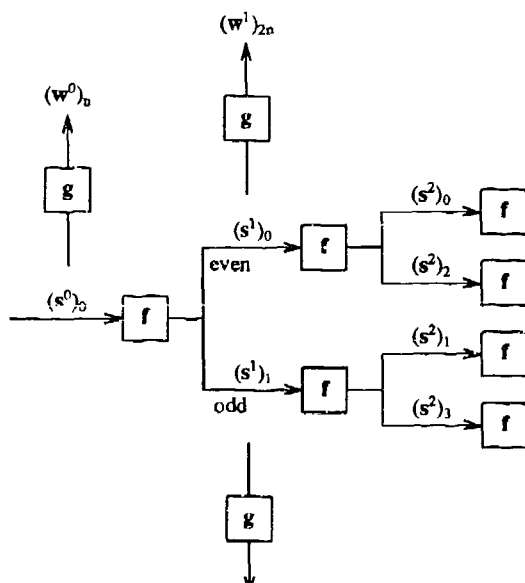 (w¹)₂ₙ
(w⁰)ₙ
g
g
(s¹)₀
f
even
(s²)₀
f
(s²)₂
f
(s⁰)₀
f
(s¹)₁
f
odd
(s²)₁
f
(s²)₃
f
g